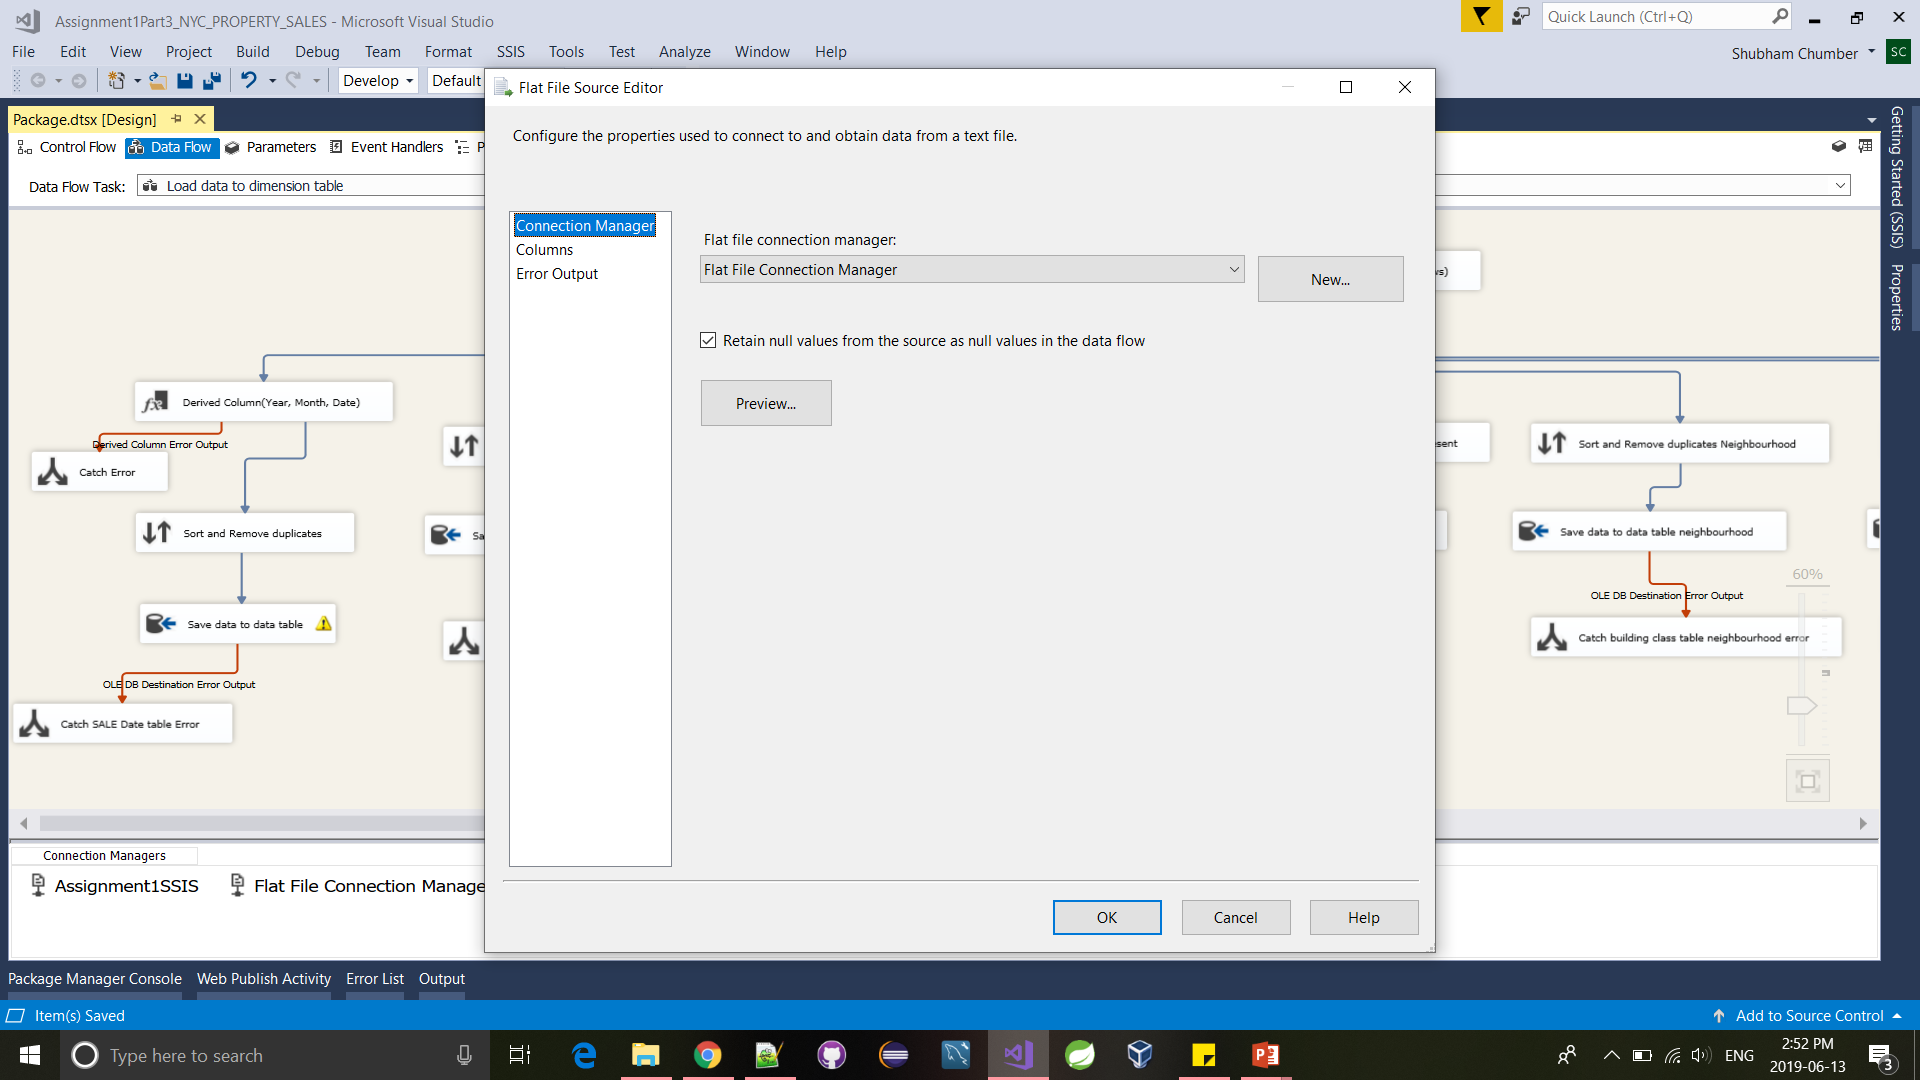 Assignment1Part3_NYC_PROPERTY_SALES - Microsoft Visual Studio
Quick Launch (Ctrl+Q)
File Edit View Project Build Debug Team Format SSIS Tools Test Analyze Window Help
Shubham Chumber SC
Develop Default
Flat File Source Editor
Package.dtsx [Design]
Control Flow Data Flow Parameters Event Handlers P
Data Flow Task: Load data to dimension table
Configure the properties used to connect to and obtain data from a text file.
Connection Manager
Columns
Error Output
Flat file connection manager:
Flat File Connection Manager
New...
Retain null values from the source as null values in the data flow
Preview...
OK Cancel Help
Getting Started (SSIS)
Properties
ws)
Derived Column(Year, Month, Date)
Derived Column Error Output
Catch Error
Sort and Remove duplicates
Sa
Save data to data table
OLE DB Destination Error Output
Catch SALE Date table Error
sent
Sort and Remove duplicates Neighbourhood
Save data to data table neighbourhood
60%
OLE DB Destination Error Output
Catch building class table neighbourhood error
Connection Managers
Assignment1SSIS Flat File Connection Manage
Package Manager Console Web Publish Activity Error List Output
Item(s) Saved
Add to Source Control
Type here to search
ENG
2:52 PM
2019-06-13
3